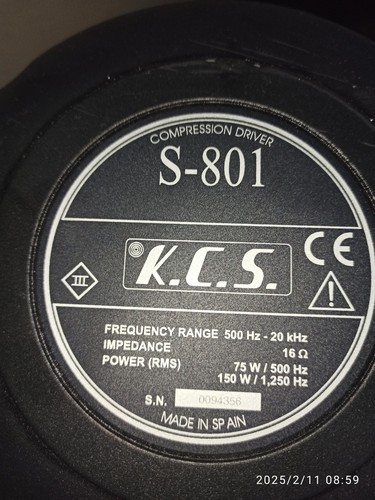 COMPRESSION DRIVER
S-801
K.C.S.
CE
III
!
FREQUENCY RANGE 500 Hz - 20 kHz
IMPEDANCE 16 Ω
POWER (RMS) 75 W / 500 Hz
150 W / 1,250 Hz
S.N. 0094356
MADE IN SPAIN
2025/2/11 08:59